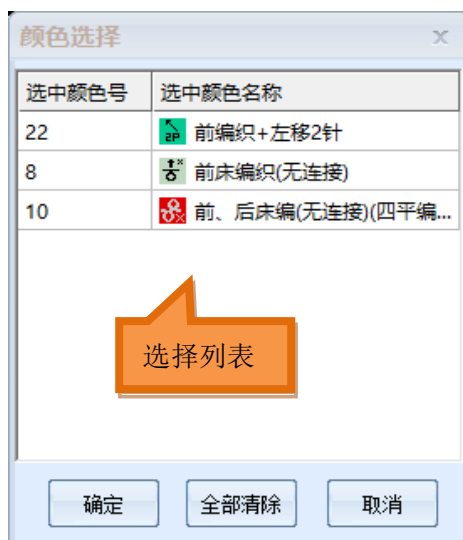 颜色选择
选中颜色号 选中颜色名称
22 2P 前编织+左移2针
8 前床编织(无连接)
10 前、后床编(无连接)(四平编...
选择列表
确定 全部清除 取消